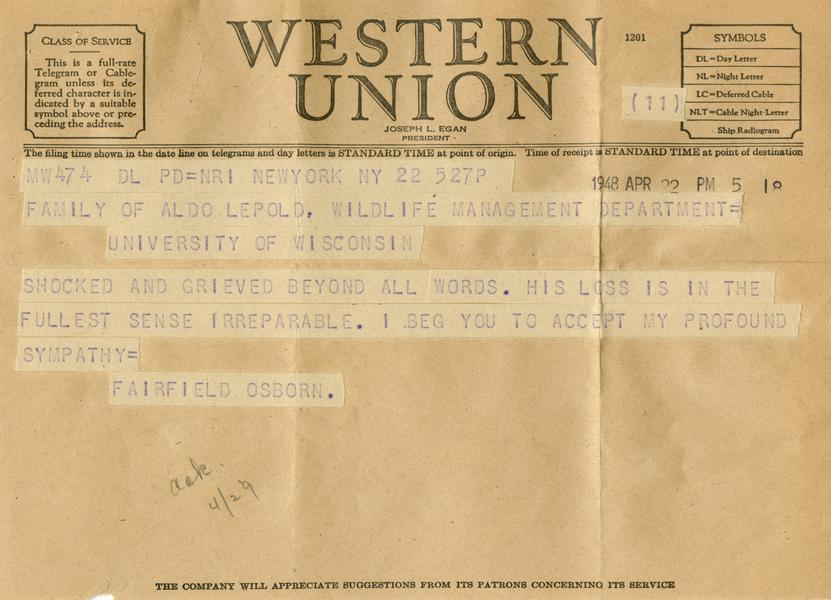 CLASS OF SERVICE
This is a full-rate
Telegram or Cable-
gram unless its de-
ferred character is in-
dicated by a suitable
symbol above or pre-
ceding the address.
WESTERN
UNION
JOSEPH L. EGAN
PRESIDENT
1201
(11)
SYMBOLS
DL=Day Letter
NL=Night Letter
LC=Deferred Cable
NLT=Cable Night Letter
Ship Radiogram
The filing time shown in the date line on telegrams and day letters is STANDARD TIME at point of origin. Time of receipt is STANDARD TIME at point of destination
MW474 DL PD=NR1 NEWYORK NY 22 527P
1948 APR 22 PM 5 18
FAMILY OF ALDO LEPOLD, WILDLIFE MANAGEMENT DEPARTMENT=
UNIVERSITY OF WISCONSIN
SHOCKED AND GRIEVED BEYOND ALL WORDS. HIS LOSS IS IN THE
FULLEST SENSE IRREPARABLE. I BEG YOU TO ACCEPT MY PROFOUND
SYMPATHY=
FAIRFIELD OSBORN.
ack.
4/29
THE COMPANY WILL APPRECIATE SUGGESTIONS FROM ITS PATRONS CONCERNING ITS SERVICE